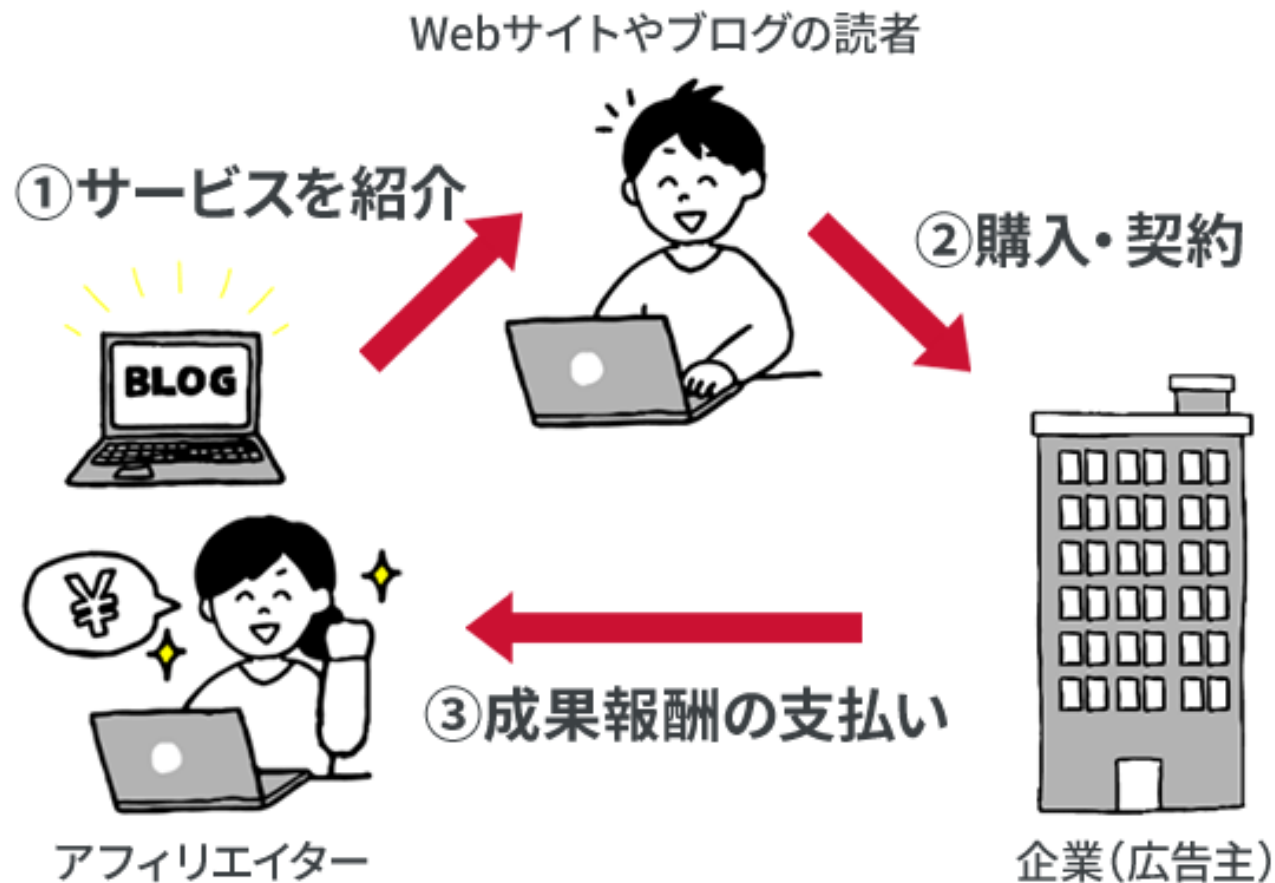 Webサイトやブログの読者
①サービスを紹介
②購入・契約
BLOG
¥
③成果報酬の支払い
アフィリエイター
企業(広告主)